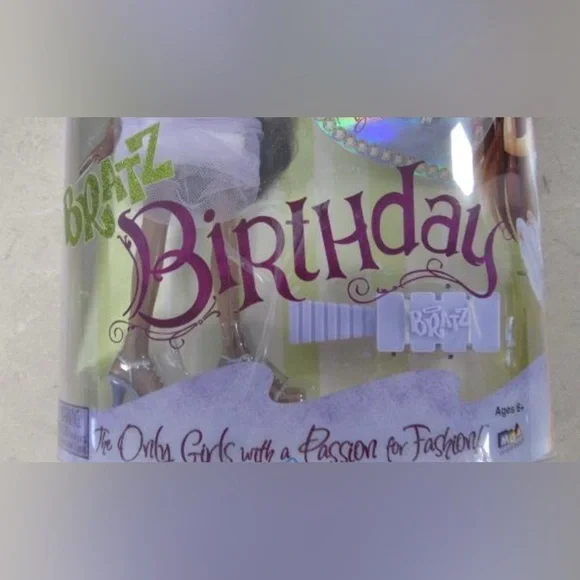 BRATZ
Birthday
BRATZ
Ages 6+
The Only Girls with a Passion for Fashion!